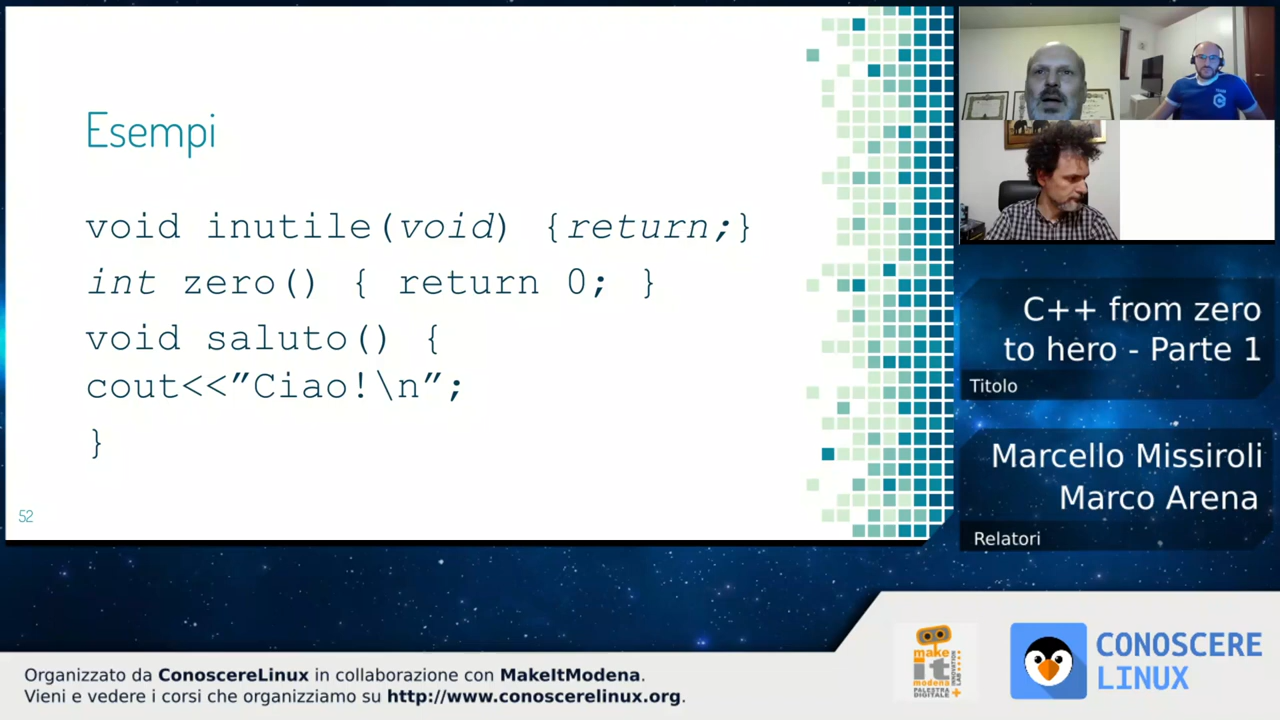 Esempi
void inutile(void) {return;}
int zero() { return 0; }
void saluto() {
cout<<”Ciao!\n”;
}
52
C++ from zero
to hero - Parte 1
Titolo
Marcello Missiroli
Marco Arena
Relatori
Organizzato da ConoscereLinux in collaborazione con MakeItModena.
Vieni e vedere i corsi che organizziamo su http://www.conoscerelinux.org.
make
it
modena
PALESTRA
DIGITALE
INNOVATION
LAB
CONOSCERE
LINUX